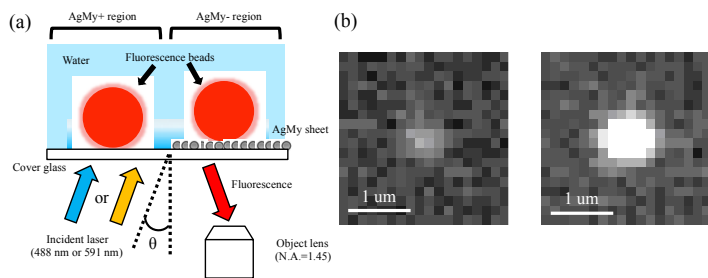 (a)
AgMy+ region
AgMy- region
Water
Fluorescence beads
AgMy sheet
Cover glass
or
Fluorescence
Incident laser
(488 nm or 591 nm)
θ
Object lens
(N.A.=1.45)
(b)
1 um
1 um